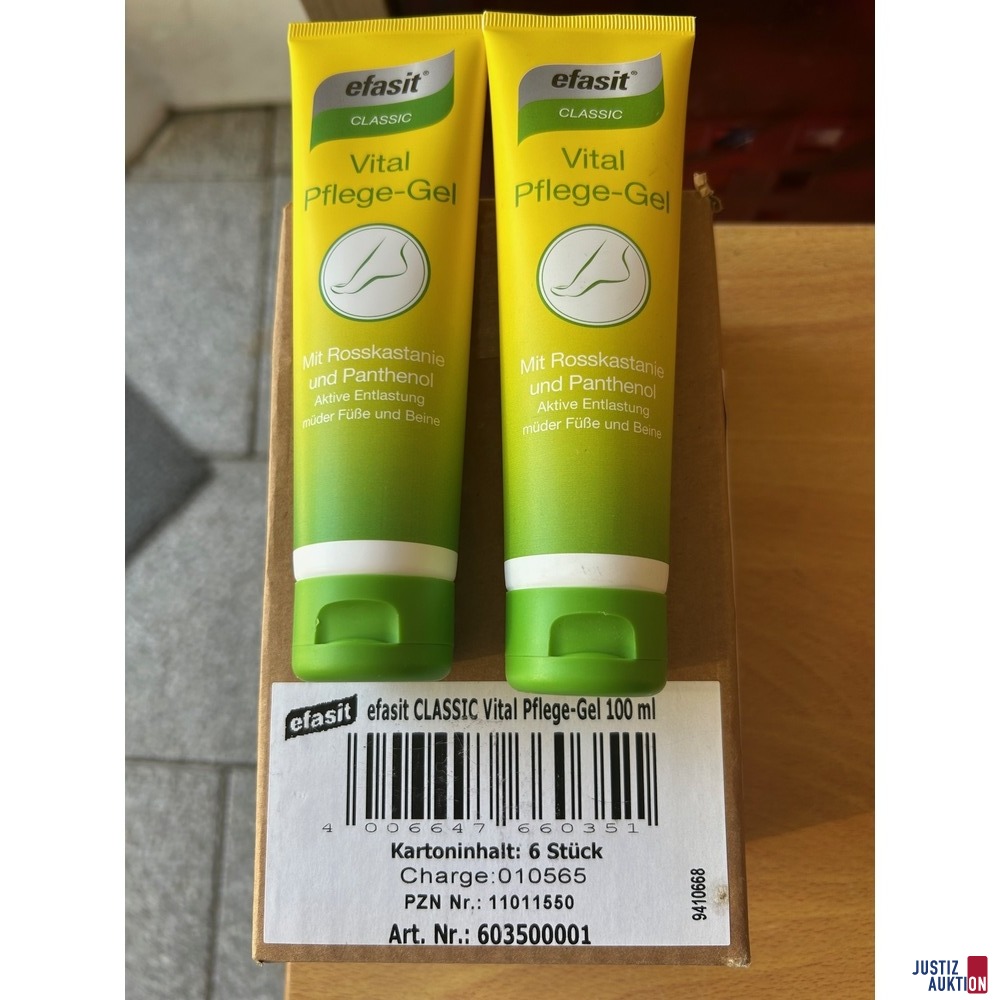 efasit®
CLASSIC
Vital
Pflege-Gel
Mit Rosskastanie
und Panthenol
Aktive Entlastung
müder Füße und Beine
efasit®
CLASSIC
Vital
Pflege-Gel
Mit Rosskastanie
und Panthenol
Aktive Entlastung
müder Füße und Beine
efasit efasit CLASSIC Vital Pflege-Gel 100 ml
4 006647 660351
Kartoninhalt: 6 Stück
Charge:010565
PZN Nr.: 11011550
Art. Nr.: 603500001
9410668
JUSTIZ
AUKTION